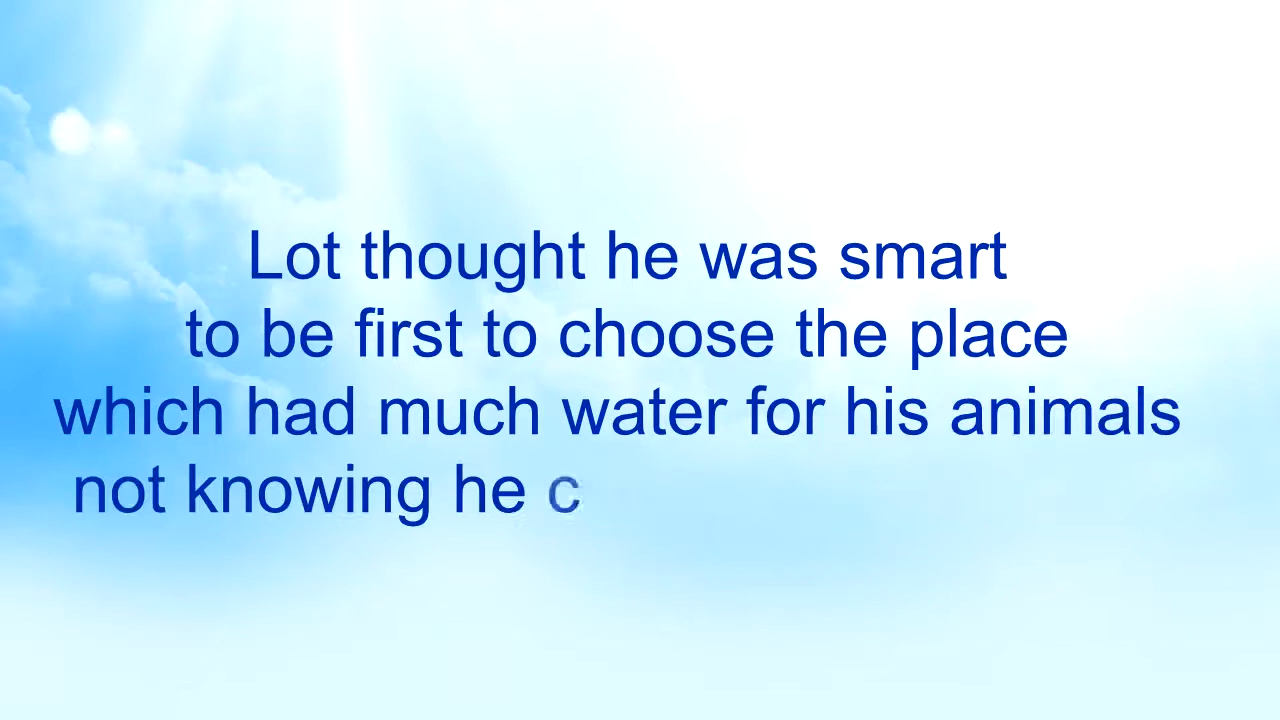 Lot thought he was smart
to be first to choose the place
which had much water for his animals
not knowing he c